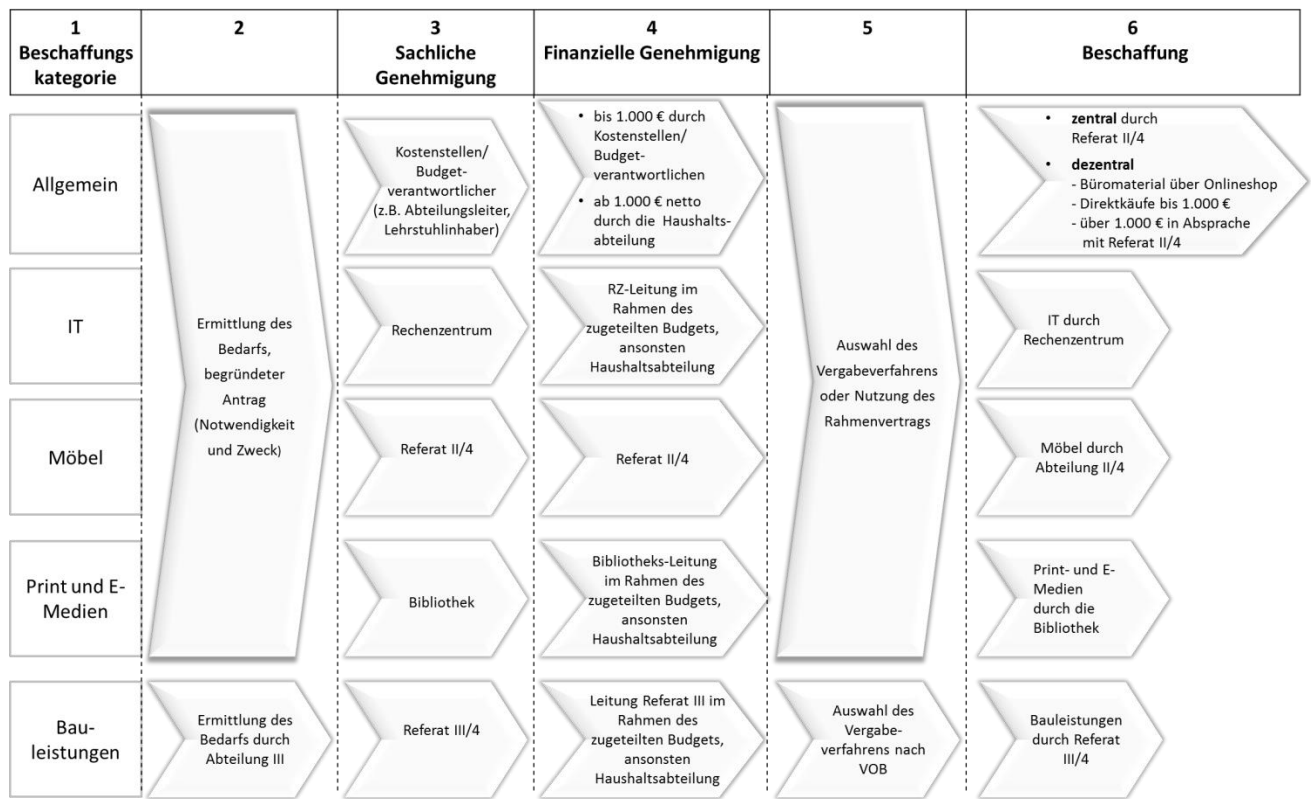 1
Beschaffungs
kategorie
2
3
Sachliche
Genehmigung
4
Finanzielle Genehmigung
5
6
Beschaffung
Allgemein
Ermittlung des
Bedarfs,
begründeter
Antrag
(Notwendigkeit
und Zweck)
Kostenstellen/
Budget-
verantwortlicher
(z.B. Abteilungsleiter,
Lehrstuhlinhaber)
• bis 1.000 € durch
Kostenstellen/
Budget-
verantwortlichen
• ab 1.000 € netto
durch die Haushalts-
abteilung
Auswahl des
Vergabeverfahrens
oder Nutzung des
Rahmenvertrags
• zentral durch
Referat II/4
• dezentral
- Büromaterial über Onlineshop
- Direktkäufe bis 1.000 €
- über 1.000 € in Absprache
mit Referat II/4
IT
Rechenzentrum
RZ-Leitung im
Rahmen des
zugeteilten Budgets,
ansonsten
Haushaltsabteilung
IT durch
Rechenzentrum
Möbel
Referat II/4
Referat II/4
Möbel durch
Abteilung II/4
Print und E-
Medien
Bibliothek
Bibliotheks-Leitung
im Rahmen des
zugeteilten Budgets,
ansonsten
Haushaltsabteilung
Print- und E-
Medien
durch die
Bibliothek
Bau-
leistungen
Ermittlung des
Bedarfs durch
Abteilung III
Referat III/4
Leitung Referat III im
Rahmen des
zugeteilten Budgets,
ansonsten
Haushaltsabteilung
Auswahl des
Vergabe-
verfahrens nach
VOB
Bauleistungen
durch Referat
III/4